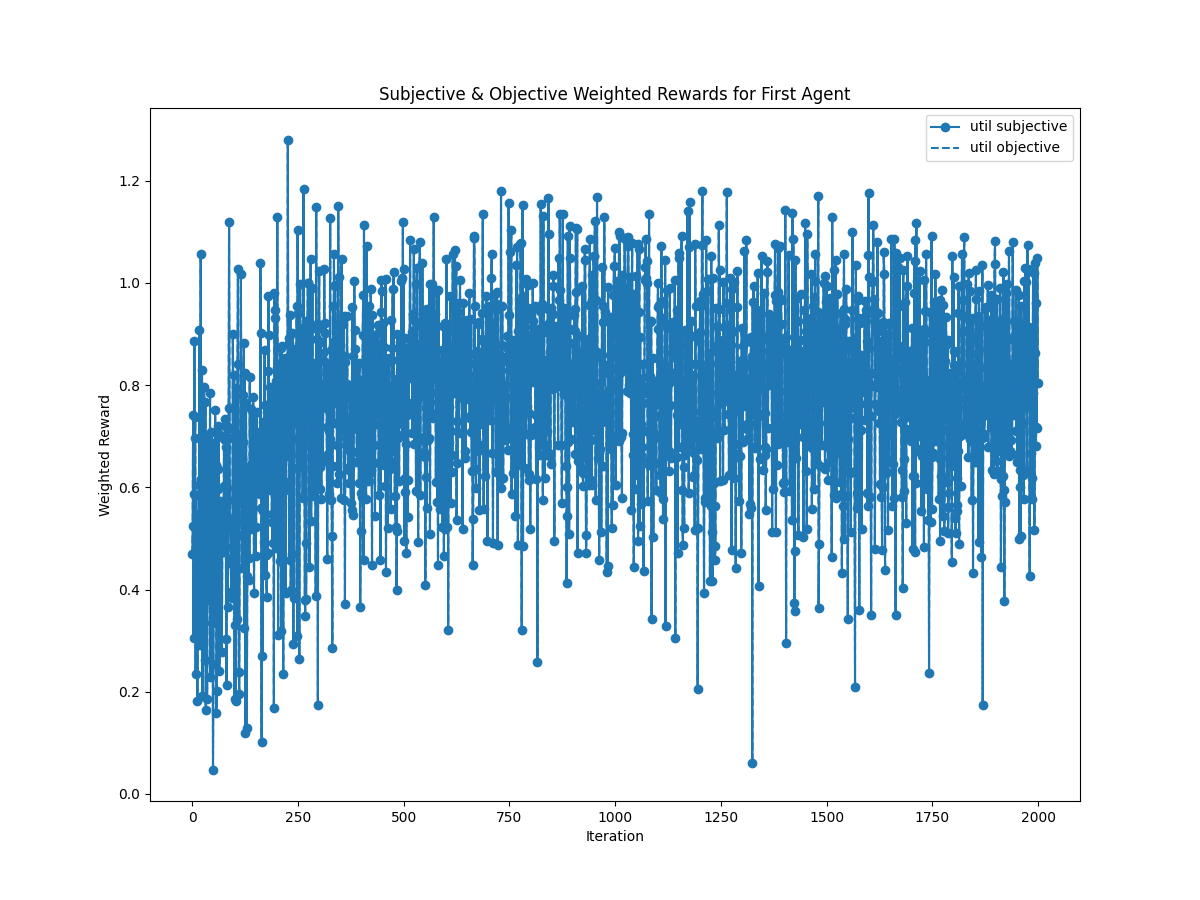 Subjective & Objective Weighted Rewards for First Agent
util subjective
util objective
Weighted Reward
1.2
1.0
0.8
0.6
0.4
0.2
0.0
0 250 500 750 1000 1250 1500 1750 2000
Iteration